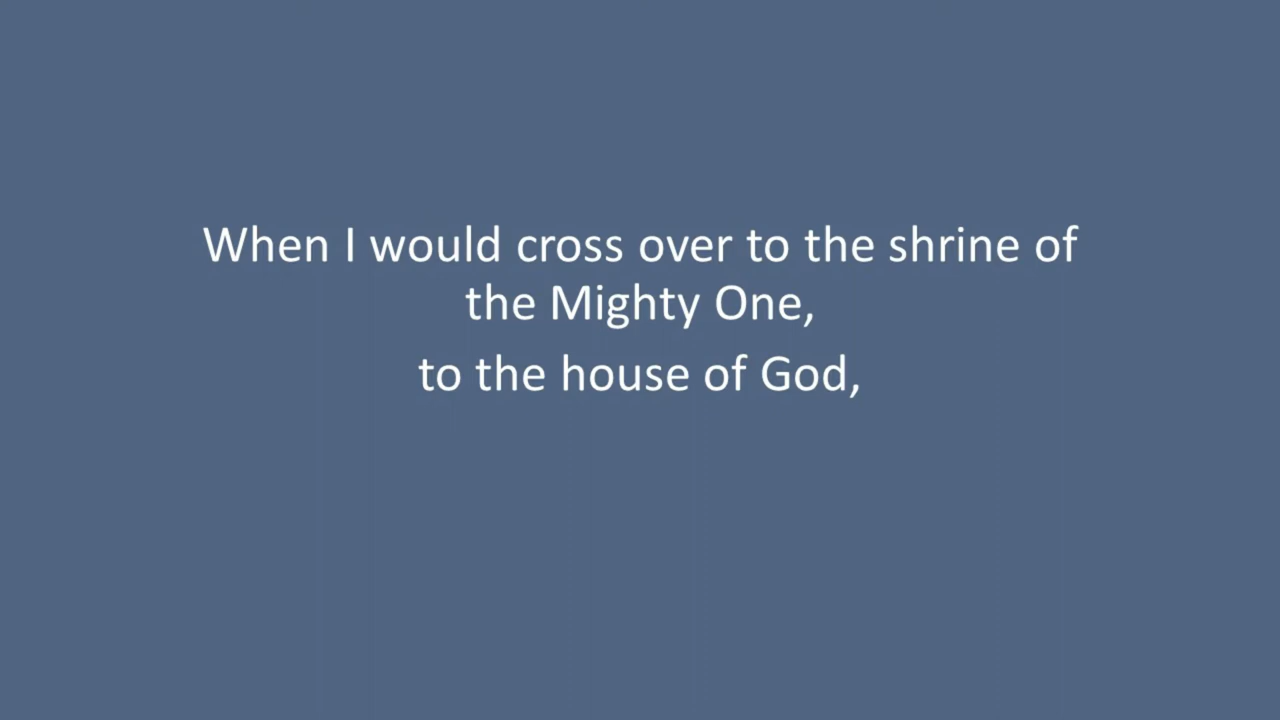 When I would cross over to the shrine of
the Mighty One,
to the house of God,